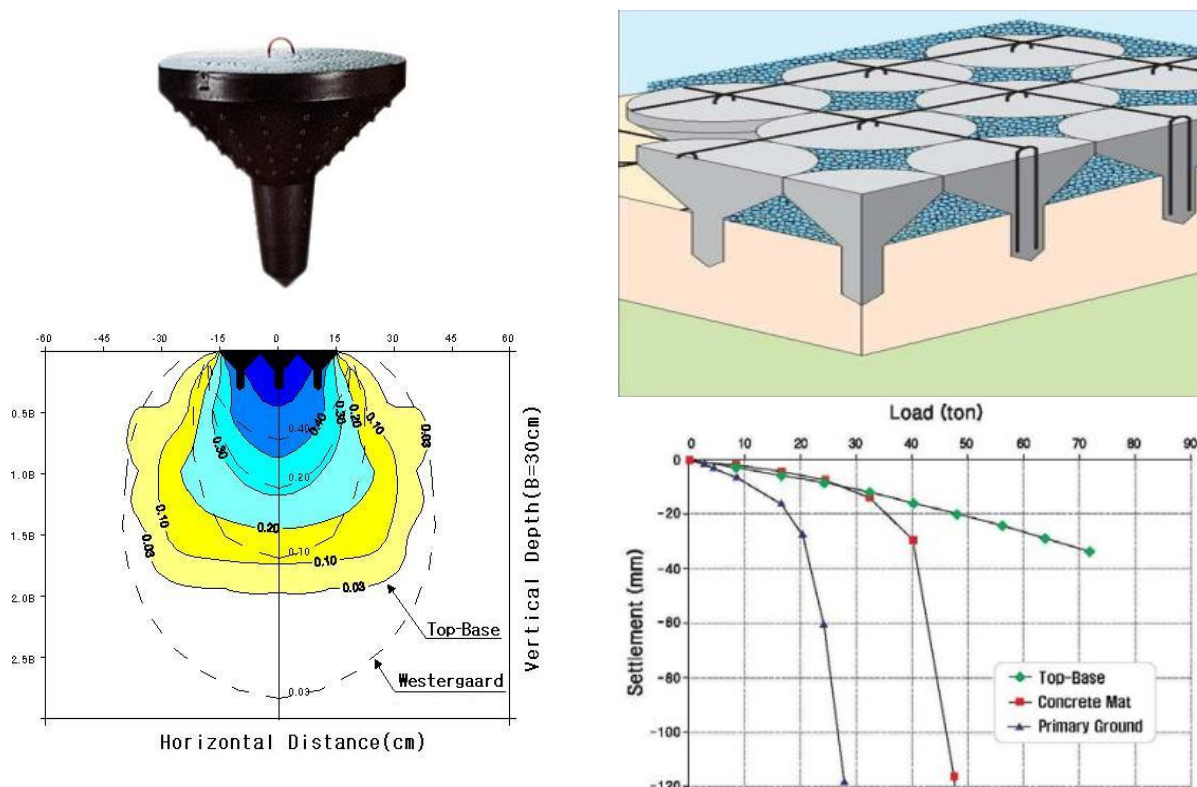 -60 -45 -30 -15 0 15 30 45 60
0.5B
1.0B
1.5B
2.0B
2.5B
0.40
0.30
0.20
0.10
0.03
0.40
0.30
0.20
0.10
0.03
0.20
0.10
0.03
0.20
0.10
0.03
Top-Base
Westergaard
Vertical Depth(B=30cm)
Horizontal Distance(cm)
Load (ton)
0 10 20 30 40 50 60 70 80 90
0
-20
-40
-60
-80
-100
-120
Settlement (mm)
Top-Base
Concrete Mat
Primary Ground